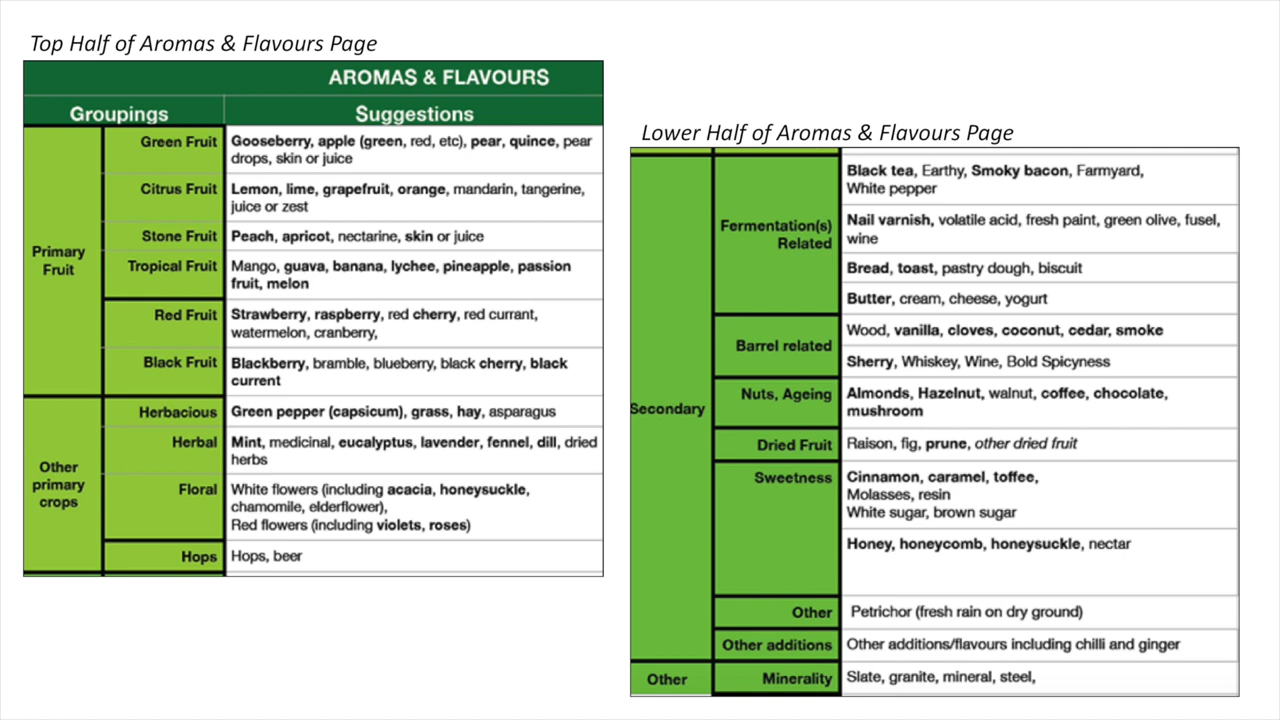 Top Half of Aromas & Flavours Page
AROMAS & FLAVOURS
Groupings
Suggestions
Primary
Fruit
Green Fruit
Gooseberry, apple (green, red, etc), pear, quince, pear
drops, skin or juice
Citrus Fruit
Lemon, lime, grapefruit, orange, mandarin, tangerine,
juice or zest
Stone Fruit
Peach, apricot, nectarine, skin or juice
Tropical Fruit
Mango, guava, banana, lychee, pineapple, passion
fruit, melon
Red Fruit
Strawberry, raspberry, red cherry, red currant,
watermelon, cranberry,
Black Fruit
Blackberry, bramble, blueberry, black cherry, black
current
Other
primary
crops
Herbacious
Green pepper (capsicum), grass, hay, asparagus
Herbal
Mint, medicinal, eucalyptus, lavender, fennel, dill, dried
herbs
Floral
White flowers (including acacia, honeysuckle,
chamomile, elderflower),
Red flowers (including violets, roses)
Hops
Hops, beer
Lower Half of Aromas & Flavours Page
Secondary
Fermentation(s)
Related
Black tea, Earthy, Smoky bacon, Farmyard,
White pepper
Nail varnish, volatile acid, fresh paint, green olive, fusel,
wine
Bread, toast, pastry dough, biscuit
Butter, cream, cheese, yogurt
Barrel related
Wood, vanilla, cloves, coconut, cedar, smoke
Sherry, Whiskey, Wine, Bold Spicyness
Nuts, Ageing
Almonds, Hazelnut, walnut, coffee, chocolate,
mushroom
Dried Fruit
Raison, fig, prune, other dried fruit
Sweetness
Cinnamon, caramel, toffee,
Molasses, resin
White sugar, brown sugar
Honey, honeycomb, honeysuckle, nectar
Other
Petrichor (fresh rain on dry ground)
Other additions
Other additions/flavours including chilli and ginger
Other
Minerality
Slate, granite, mineral, steel,